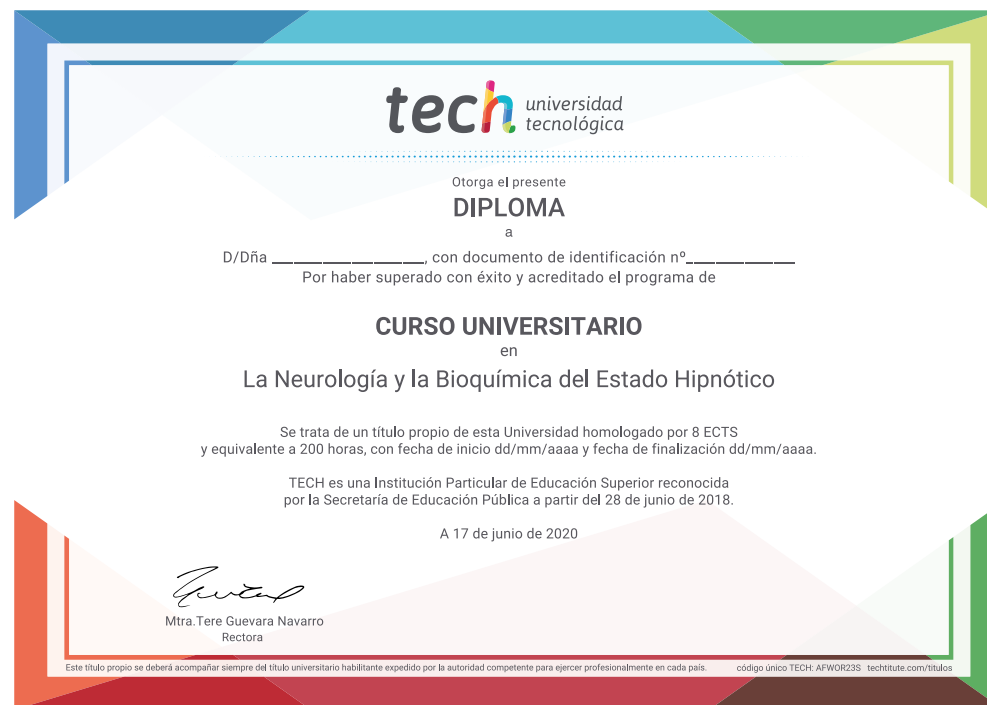 tech universidad
tecnológica
Otorga el presente
DIPLOMA
a
D/Dña ____________________, con documento de identificación nº______________
Por haber superado con éxito y acreditado el programa de
CURSO UNIVERSITARIO
en
La Neurología y la Bioquímica del Estado Hipnótico
Se trata de un título propio de esta Universidad homologado por 8 ECTS
y equivalente a 200 horas, con fecha de inicio dd/mm/aaaa y fecha de finalización dd/mm/aaaa.
TECH es una Institución Particular de Educación Superior reconocida
por la Secretaría de Educación Pública a partir del 28 de junio de 2018.
A 17 de junio de 2020
Mtra.Tere Guevara Navarro
Rectora
Este título propio se deberá acompañar siempre del título universitario habilitante expedido por la autoridad competente para ejercer profesionalmente en cada país. código único TECH: AFWOR23S techtitute.com/titulos